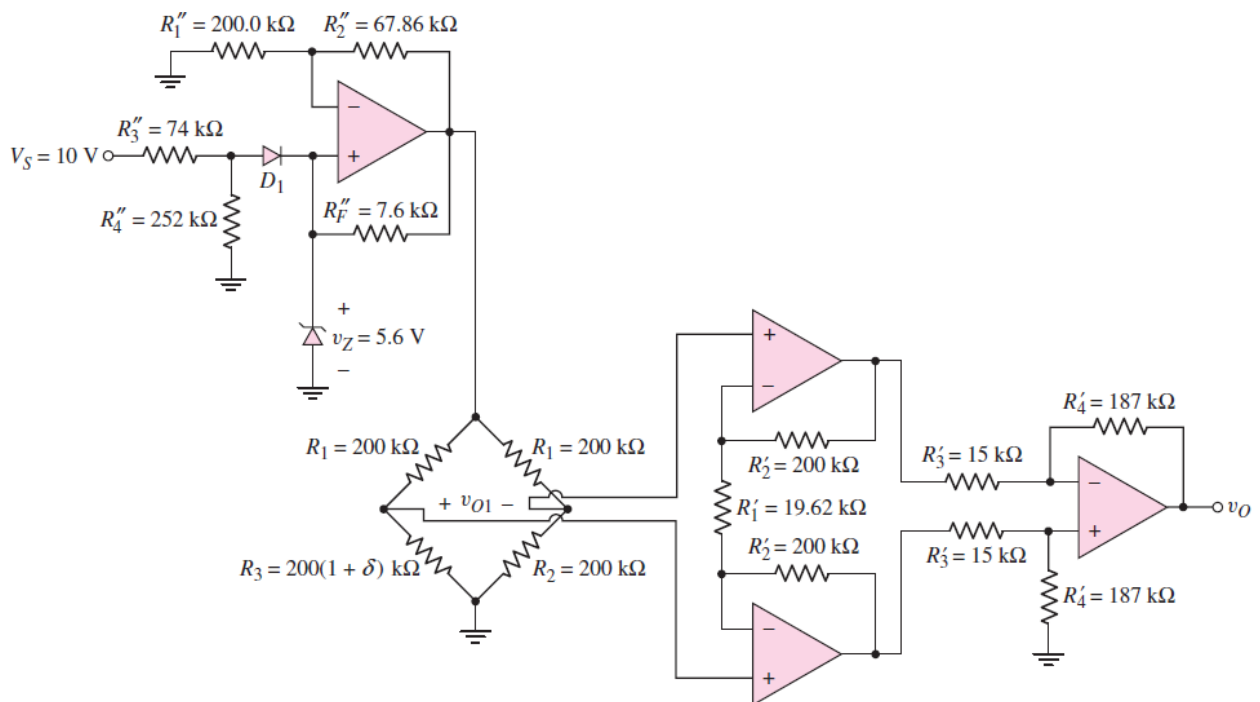 R₁″ = 200.0 kΩ
R₂″ = 67.86 kΩ
R₃″ = 74 kΩ
V_S = 10 V
D₁
R₄″ = 252 kΩ
R_F″ = 7.6 kΩ
−
+
+
v_Z = 5.6 V
−
R₁ = 200 kΩ
R₁ = 200 kΩ
+ v_O1 −
R₃ = 200(1 + δ) kΩ
R₂ = 200 kΩ
+
−
R₂′ = 200 kΩ
R₁′ = 19.62 kΩ
R₂′ = 200 kΩ
−
+
R₄′ = 187 kΩ
R₃′ = 15 kΩ
−
+
v_O
R₃′ = 15 kΩ
R₄′ = 187 kΩ